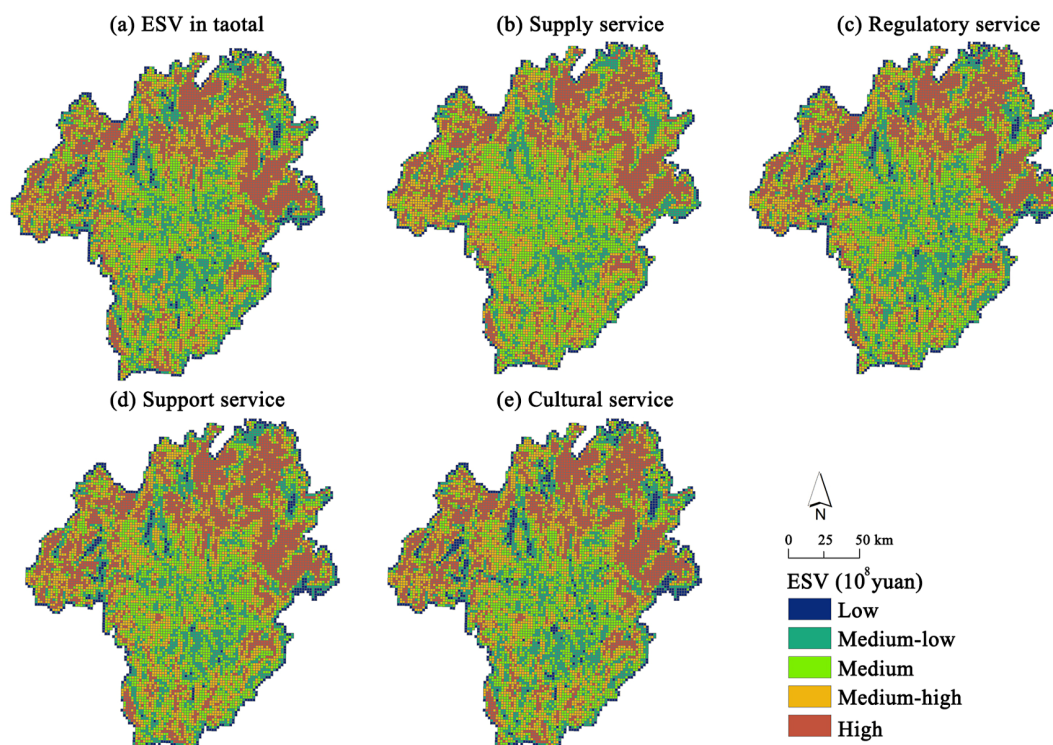 (a) ESV in taotal
(b) Supply service
(c) Regulatory service
(d) Support service
(e) Cultural service
N
0 25 50 km
ESV (10⁸yuan)
Low
Medium-low
Medium
Medium-high
High